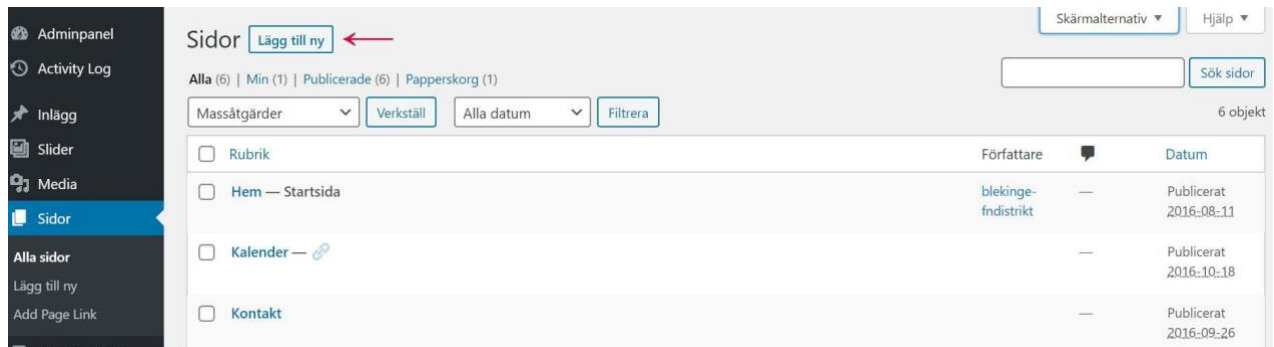 Adminpanel
Activity Log
Inlägg
Slider
Media
Sidor
Alla sidor
Lägg till ny
Add Page Link
Skärmalternativ ▼ Hjälp ▼
Sidor Lägg till ny
Alla (6) | Min (1) | Publicerade (6) | Papperskorg (1)
Sök sidor
Massåtgärder Verkställ Alla datum Filtrera
6 objekt
Rubrik Författare Datum
Hem — Startsida blekinge-fndistrikt — Publicerat 2016-08-11
Kalender — — Publicerat 2016-10-18
Kontakt — Publicerat 2016-09-26